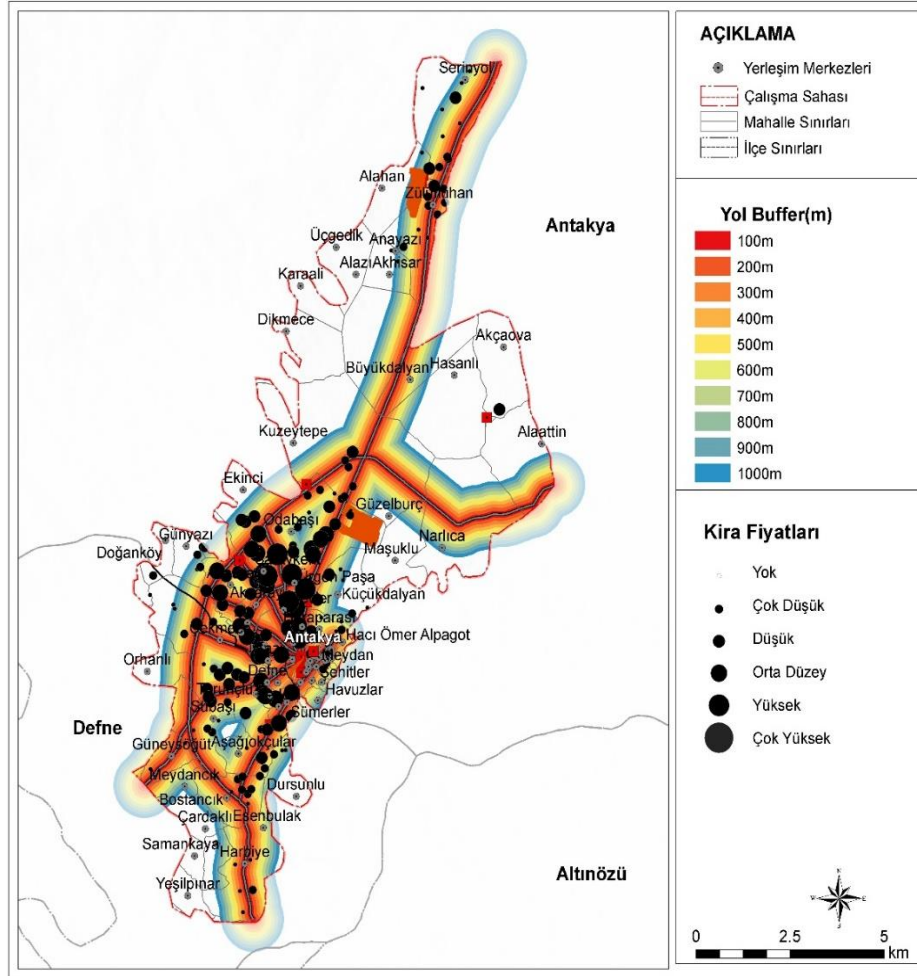 Serinyol
Alahan
Antakya
Üçgedik
Anayazı
Alazı
Akhisar
Karaali
Dikmece
Akçaova
Büyükdalyan
Hasanlı
Kuzeytepe
Alaattin
Ekinci
Güzelburç
Odabaşı
Günyazı
Narlıca
Doğanköy
Maşuklu
Paşa
Küçükdalyan
Hacı Ömer Alpagot
Antakya
Orhanlı
Defne
Havuzlar
Sümerler
Defne
Subaşı
Güneysöğüt
Aşağıokçular
Meydancık
Dursunlu
Bostancık
Çardaklı
Esenbulak
Samankaya
Harbiye
Yeşilpınar
Altınözü
AÇIKLAMA
Yerleşim Merkezleri
Çalışma Sahası
Mahalle Sınırları
İlçe Sınırları
Yol Buffer(m)
100m
200m
300m
400m
500m
600m
700m
800m
900m
1000m
Kira Fiyatları
Yok
Çok Düşük
Düşük
Orta Düzey
Yüksek
Çok Yüksek
N
W E
S
0 2.5 5
km